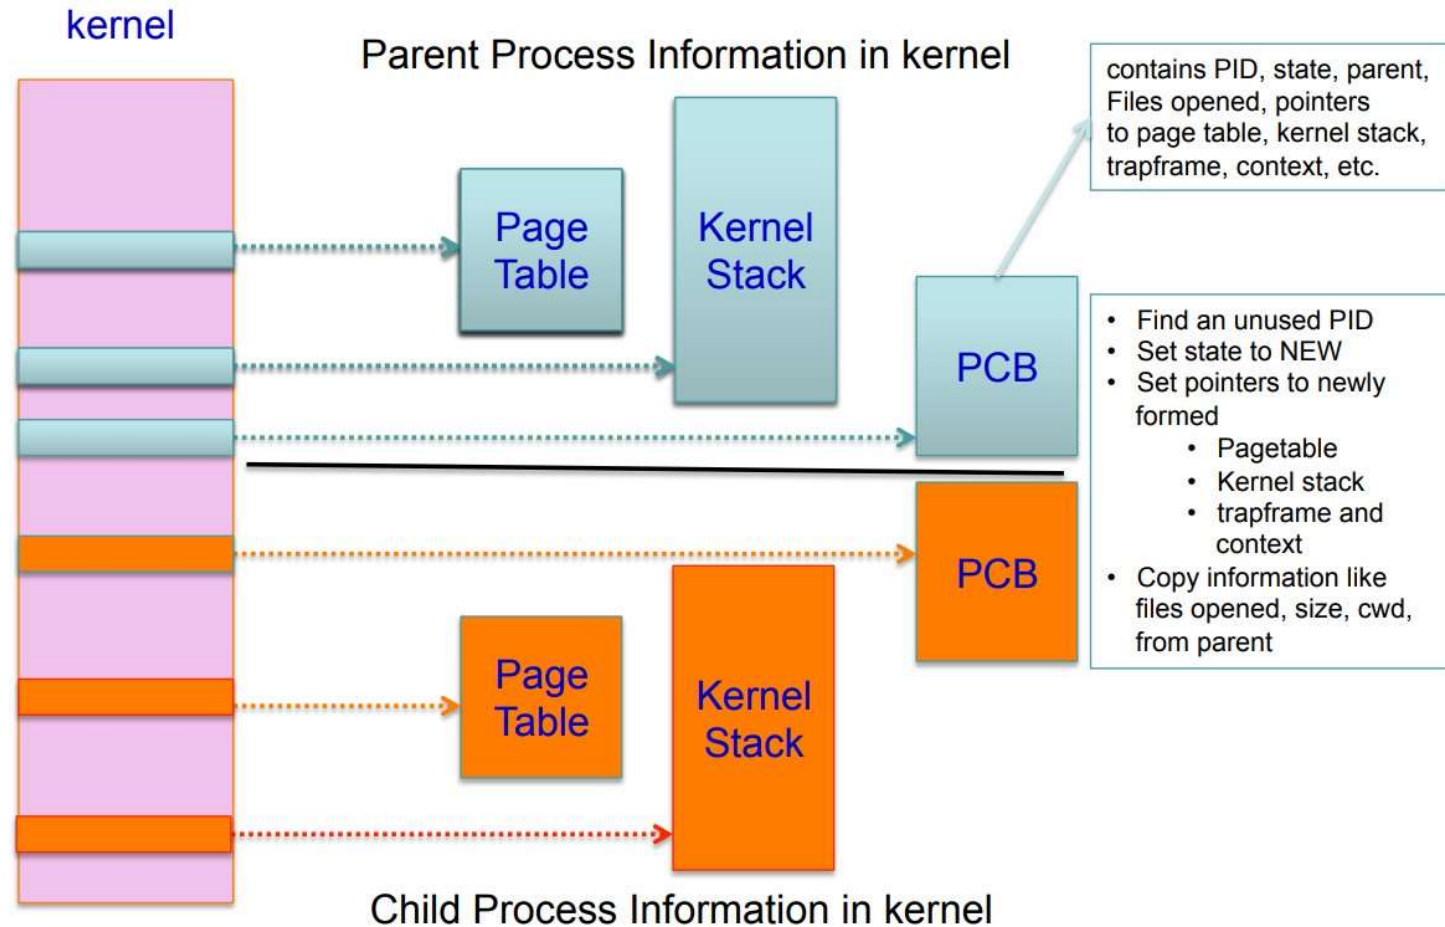 kernel
Parent Process Information in kernel
contains PID, state, parent,
Files opened, pointers
to page table, kernel stack,
trapframe, context, etc.
Page
Table
Kernel
Stack
PCB
• Find an unused PID
• Set state to NEW
• Set pointers to newly
formed
• Pagetable
• Kernel stack
• trapframe and
context
• Copy information like
files opened, size, cwd,
from parent
PCB
Page
Table
Kernel
Stack
Child Process Information in kernel